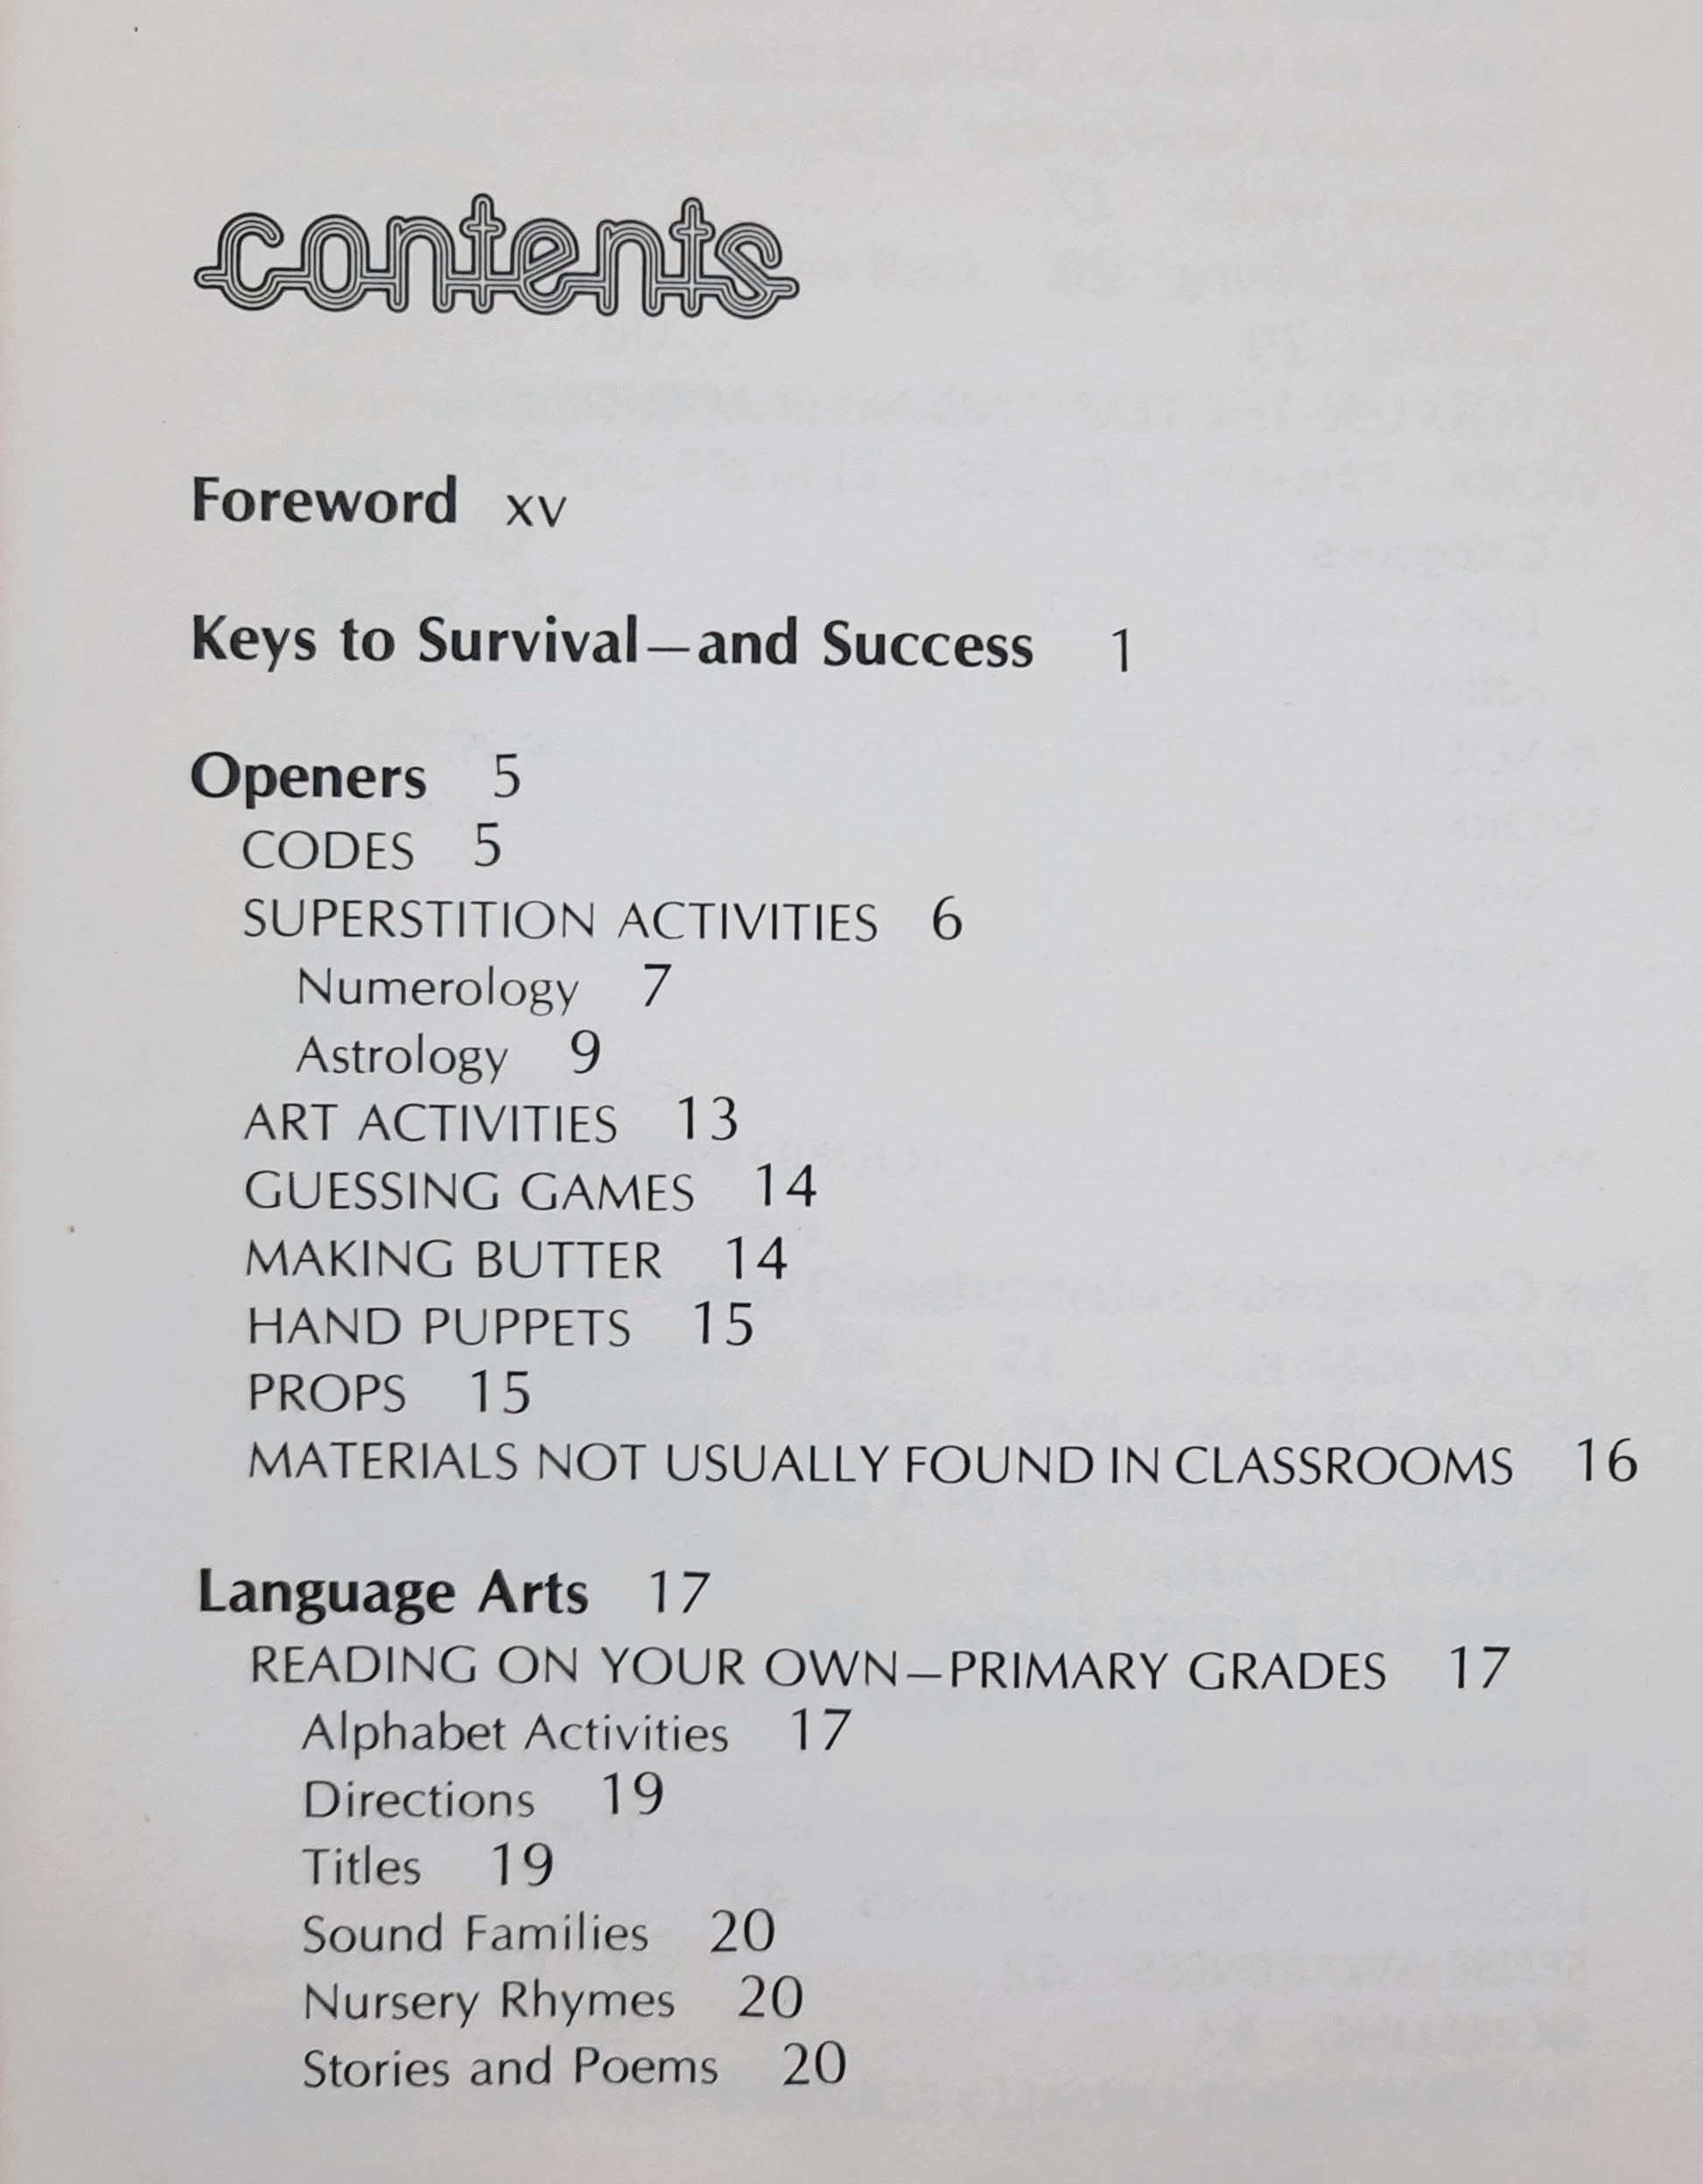 contents
Foreword xv
Keys to Survival—and Success 1
Openers 5
CODES 5
SUPERSTITION ACTIVITIES 6
Numerology 7
Astrology 9
ART ACTIVITIES 13
GUESSING GAMES 14
MAKING BUTTER 14
HAND PUPPETS 15
PROPS 15
MATERIALS NOT USUALLY FOUND IN CLASSROOMS 16
Language Arts 17
READING ON YOUR OWN—PRIMARY GRADES 17
Alphabet Activities 17
Directions 19
Titles 19
Sound Families 20
Nursery Rhymes 20
Stories and Poems 20